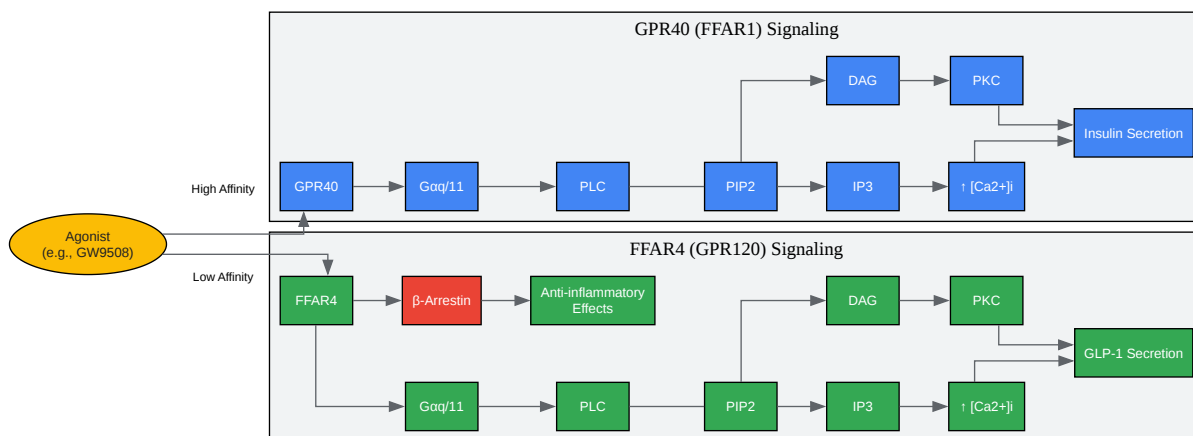 GPR40 (FFAR1) Signaling
DAG
PKC
Insulin Secretion
High Affinity
GPR40
Gαq/11
PLC
PIP2
IP3
↑ [Ca2+]i
Agonist
(e.g., GW9508)
FFAR4 (GPR120) Signaling
Low Affinity
FFAR4
β-Arrestin
Anti-inflammatory
Effects
DAG
PKC
GLP-1 Secretion
Gαq/11
PLC
PIP2
IP3
↑ [Ca2+]i